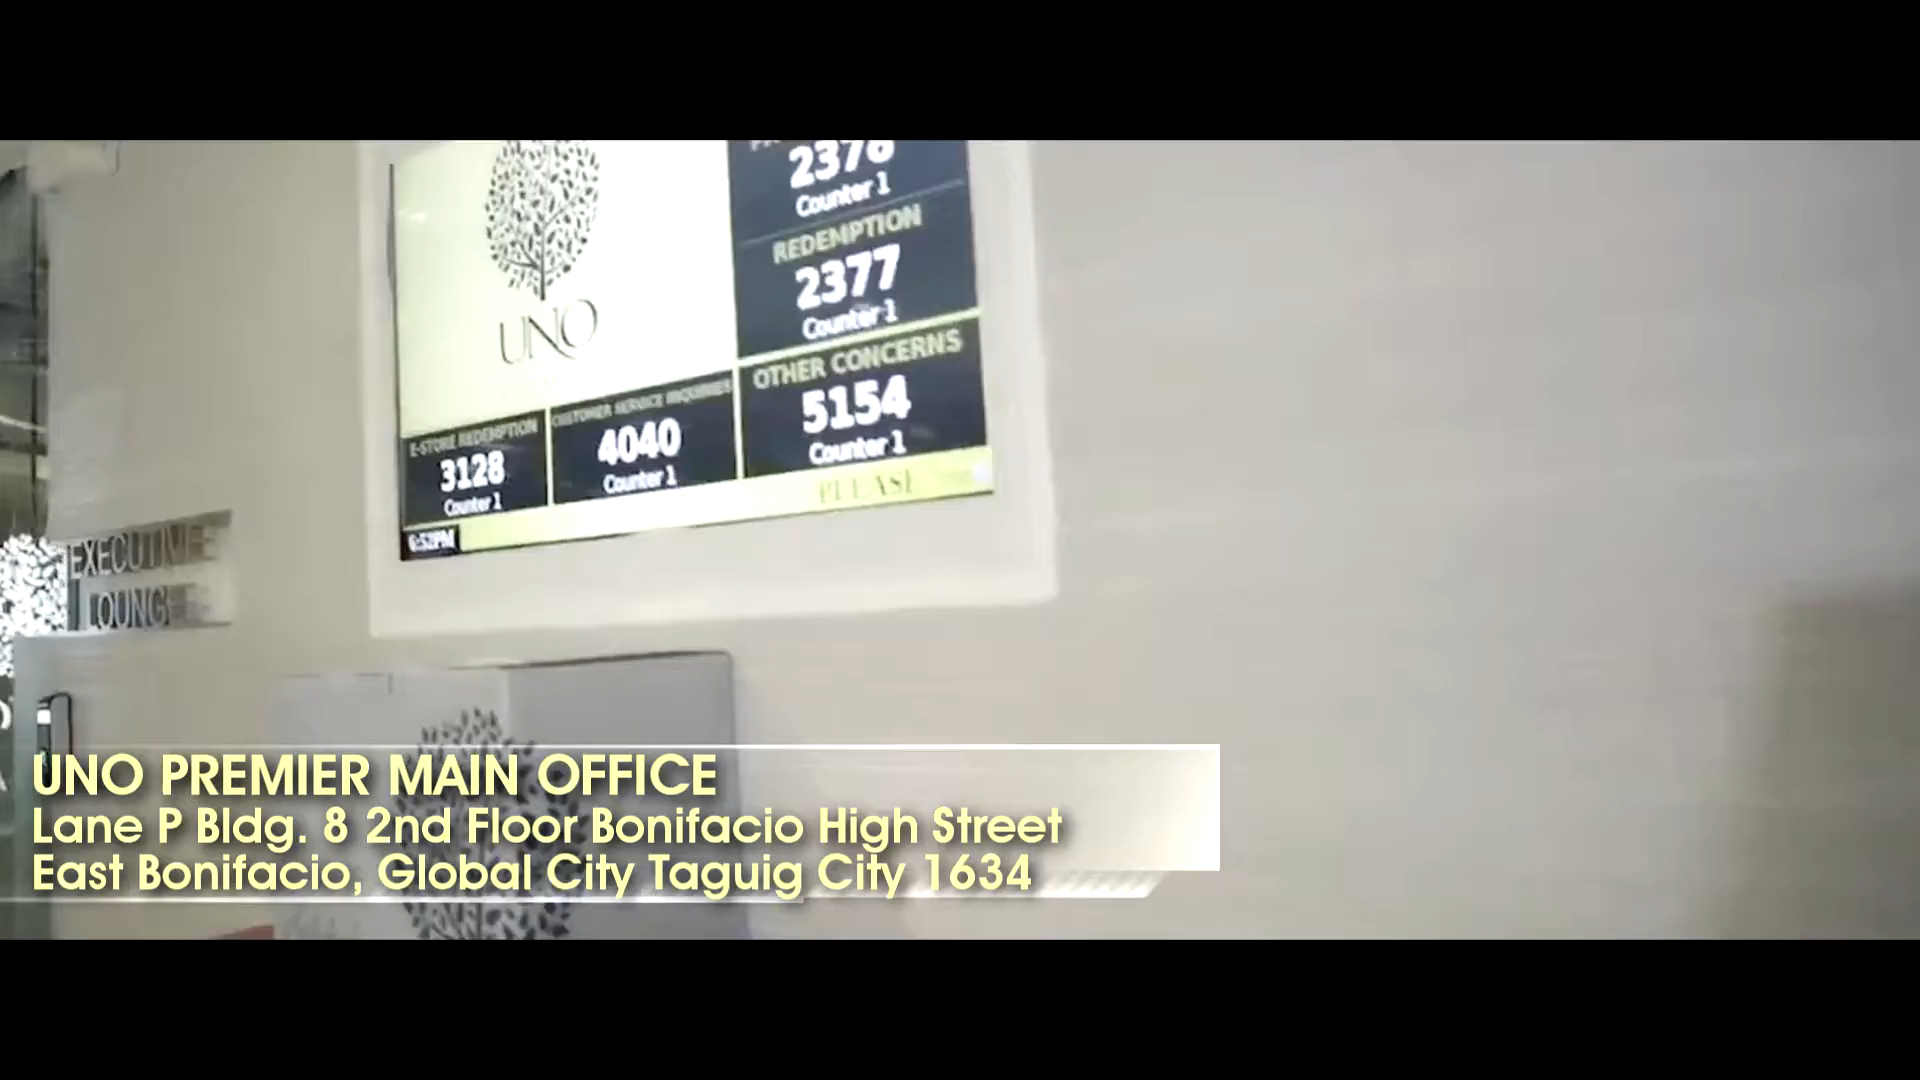 2376
Counter 1
REDEMPTION
2377
Counter 1
UNO
OTHER CONCERNS
5154
Counter 1
E-STORE REDEMPTION
3128
Counter 1
CUSTOMER SERVICE INQUIRIES
4040
Counter 1
PLEASE
6:52PM
EXECUTIVE
LOUNGE
UNO PREMIER MAIN OFFICE
Lane P Bldg. 8 2nd Floor Bonifacio High Street
East Bonifacio, Global City Taguig City 1634